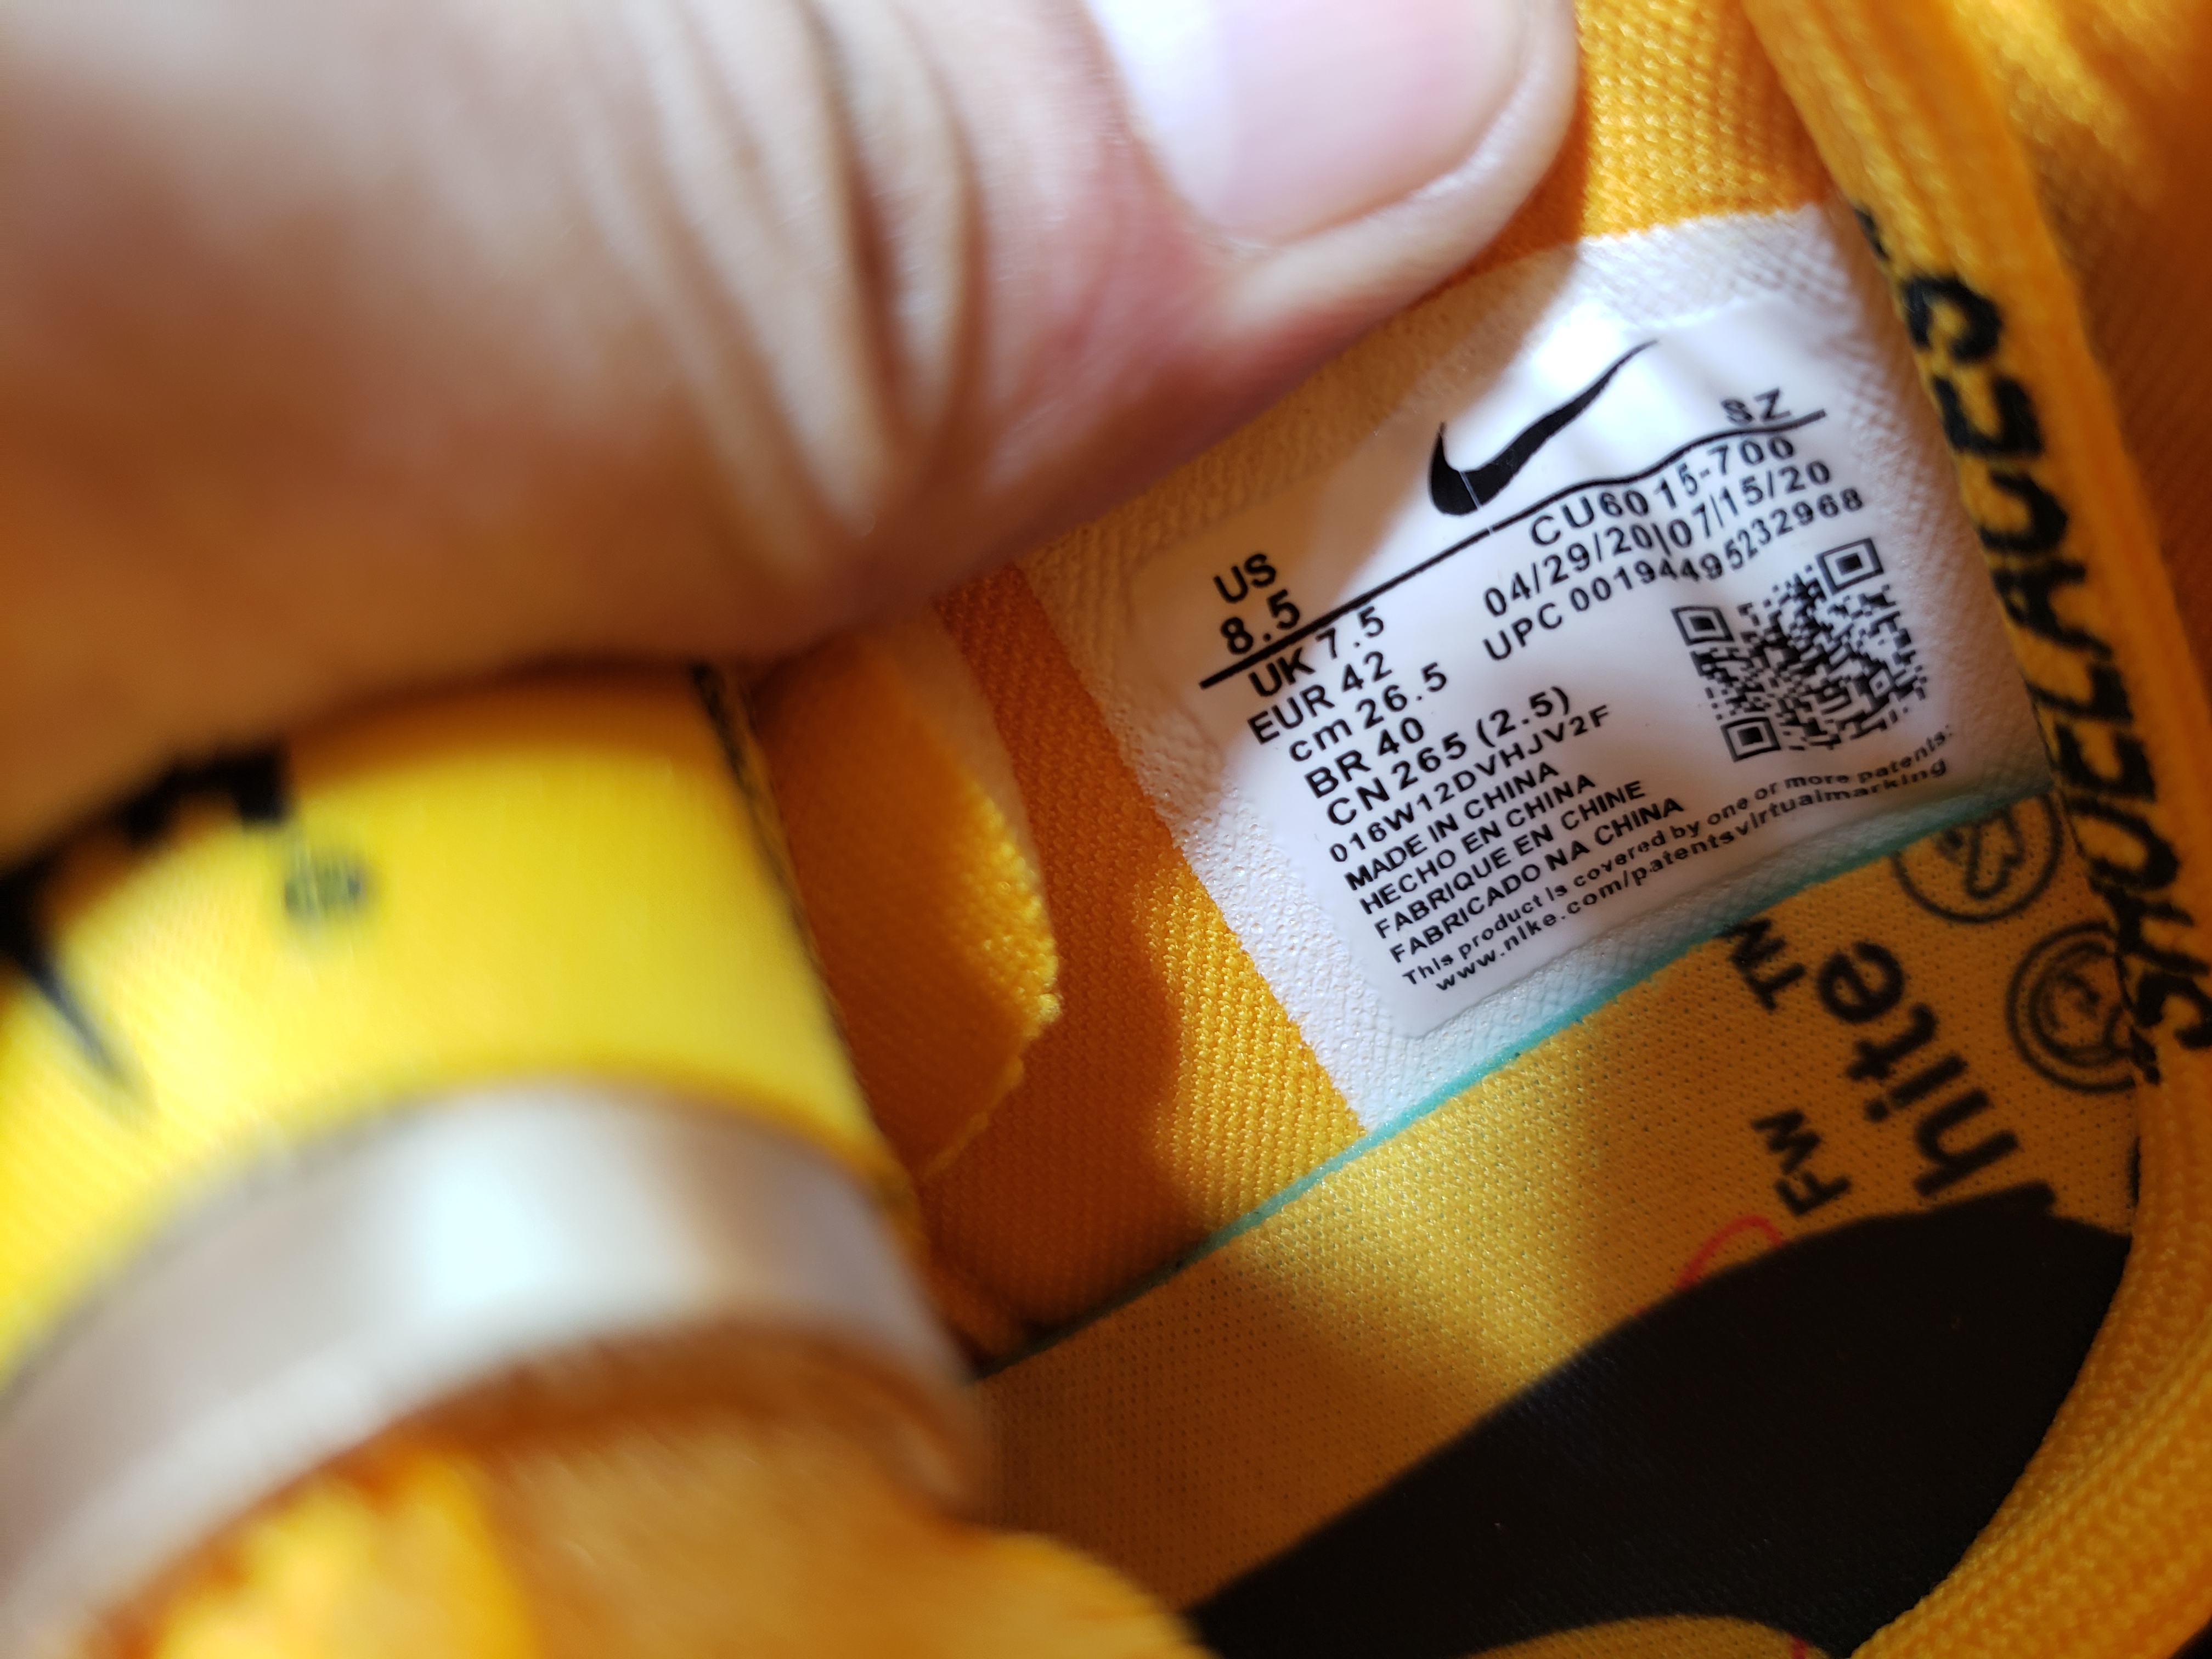 SZ
US
8.5
CU6015-700
04/29/20|07/15/20
UPC 00194495232968
UK 7.5
EUR 42
cm 26.5
BR 40
CN 265 (2.5)
016W12DVHJV2F
MADE IN CHINA
HECHO EN CHINA
FABRIQUE EN CHINE
FABRICADO NA CHINA
This product is covered by one or more patents:
www.nike.com/patentsvirtualmarking
SHOELACES
TM
hite
FW